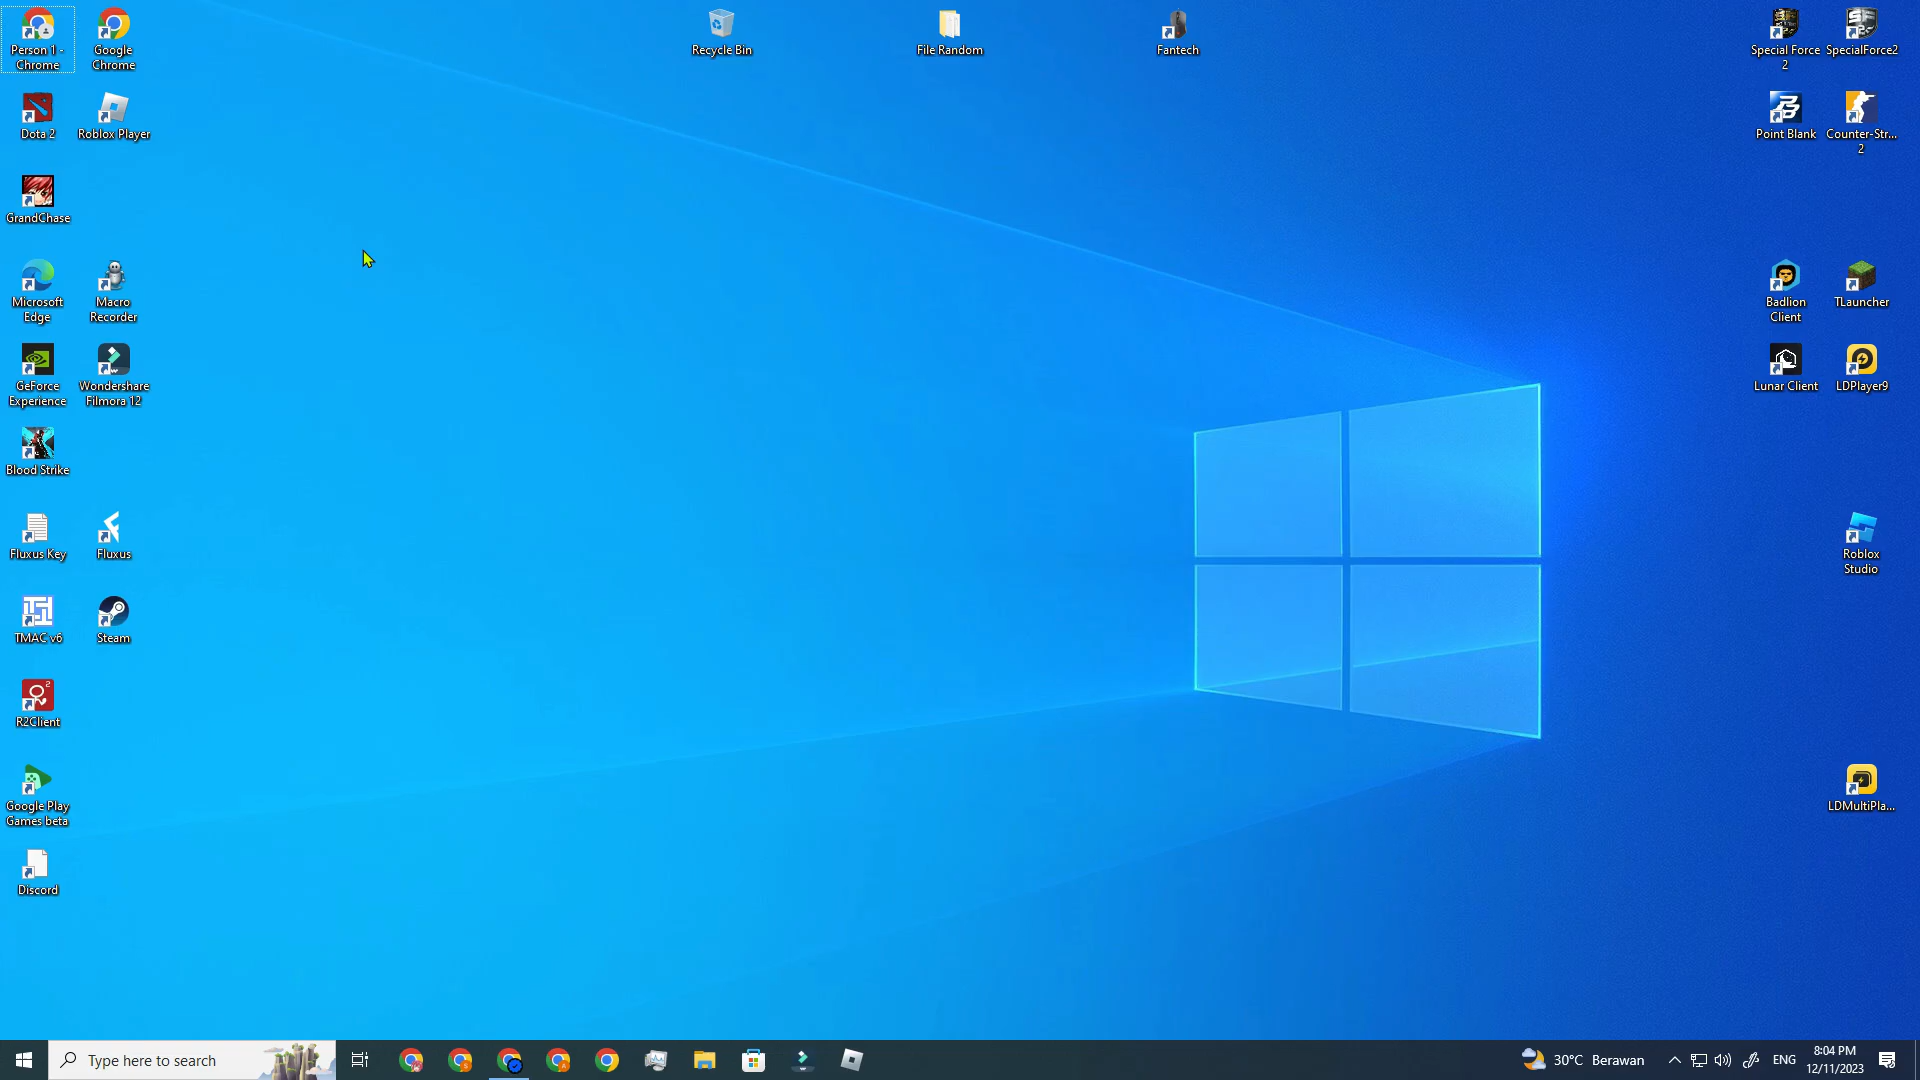 Person 1 -
Chrome
Google
Chrome
Recycle Bin
File Random
Fantech
Special Force
2
SpecialForce2
Dota 2
Roblox Player
Point Blank
Counter-Str...
2
GrandChase
Microsoft
Edge
Macro
Recorder
Badlion
Client
TLauncher
GeForce
Experience
Wondershare
Filmora 12
Lunar Client
LDPlayer9
Blood Strike
Fluxus Key
Fluxus
Roblox
Studio
TMAC v6
Steam
R2Client
Google Play
Games beta
LDMultiPla...
Discord
Type here to search
30°C Berawan
ENG
8:04 PM
12/11/2023